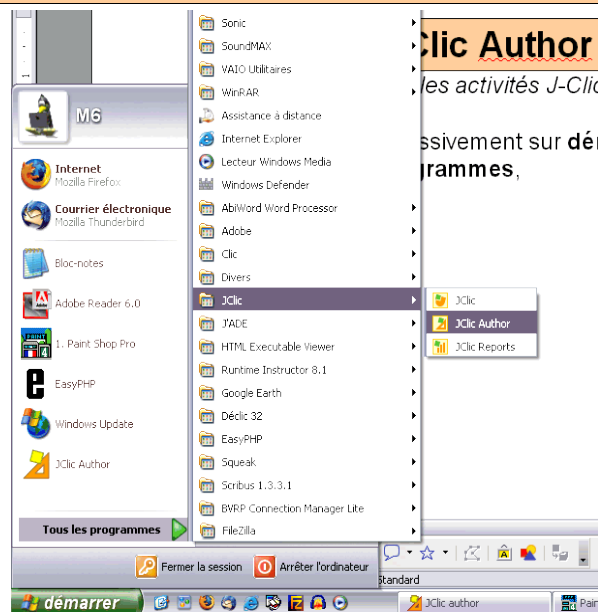 Clic Author
les activités J-Clic
ssivement sur dé
grammes,
M6
Internet
Mozilla Firefox
Courrier électronique
Mozilla Thunderbird
Bloc-notes
Adobe Reader 6.0
1. Paint Shop Pro
EasyPHP
Windows Update
JClic Author
Tous les programmes
Sonic
SoundMAX
VAIO Utilitaires
WinRAR
Assistance à distance
Internet Explorer
Lecteur Windows Media
Windows Defender
AbiWord Word Processor
Adobe
Clic
Divers
JClic
J'ADE
HTML Executable Viewer
Runtime Instructor 8.1
Google Earth
Déclic 32
EasyPHP
Squeak
Scribus 1.3.3.1
BVRP Connection Manager Lite
FileZilla
JClic
JClic Author
JClic Reports
Fermer la session
Arrêter l'ordinateur
Standard
démarrer
JClic author
Pain